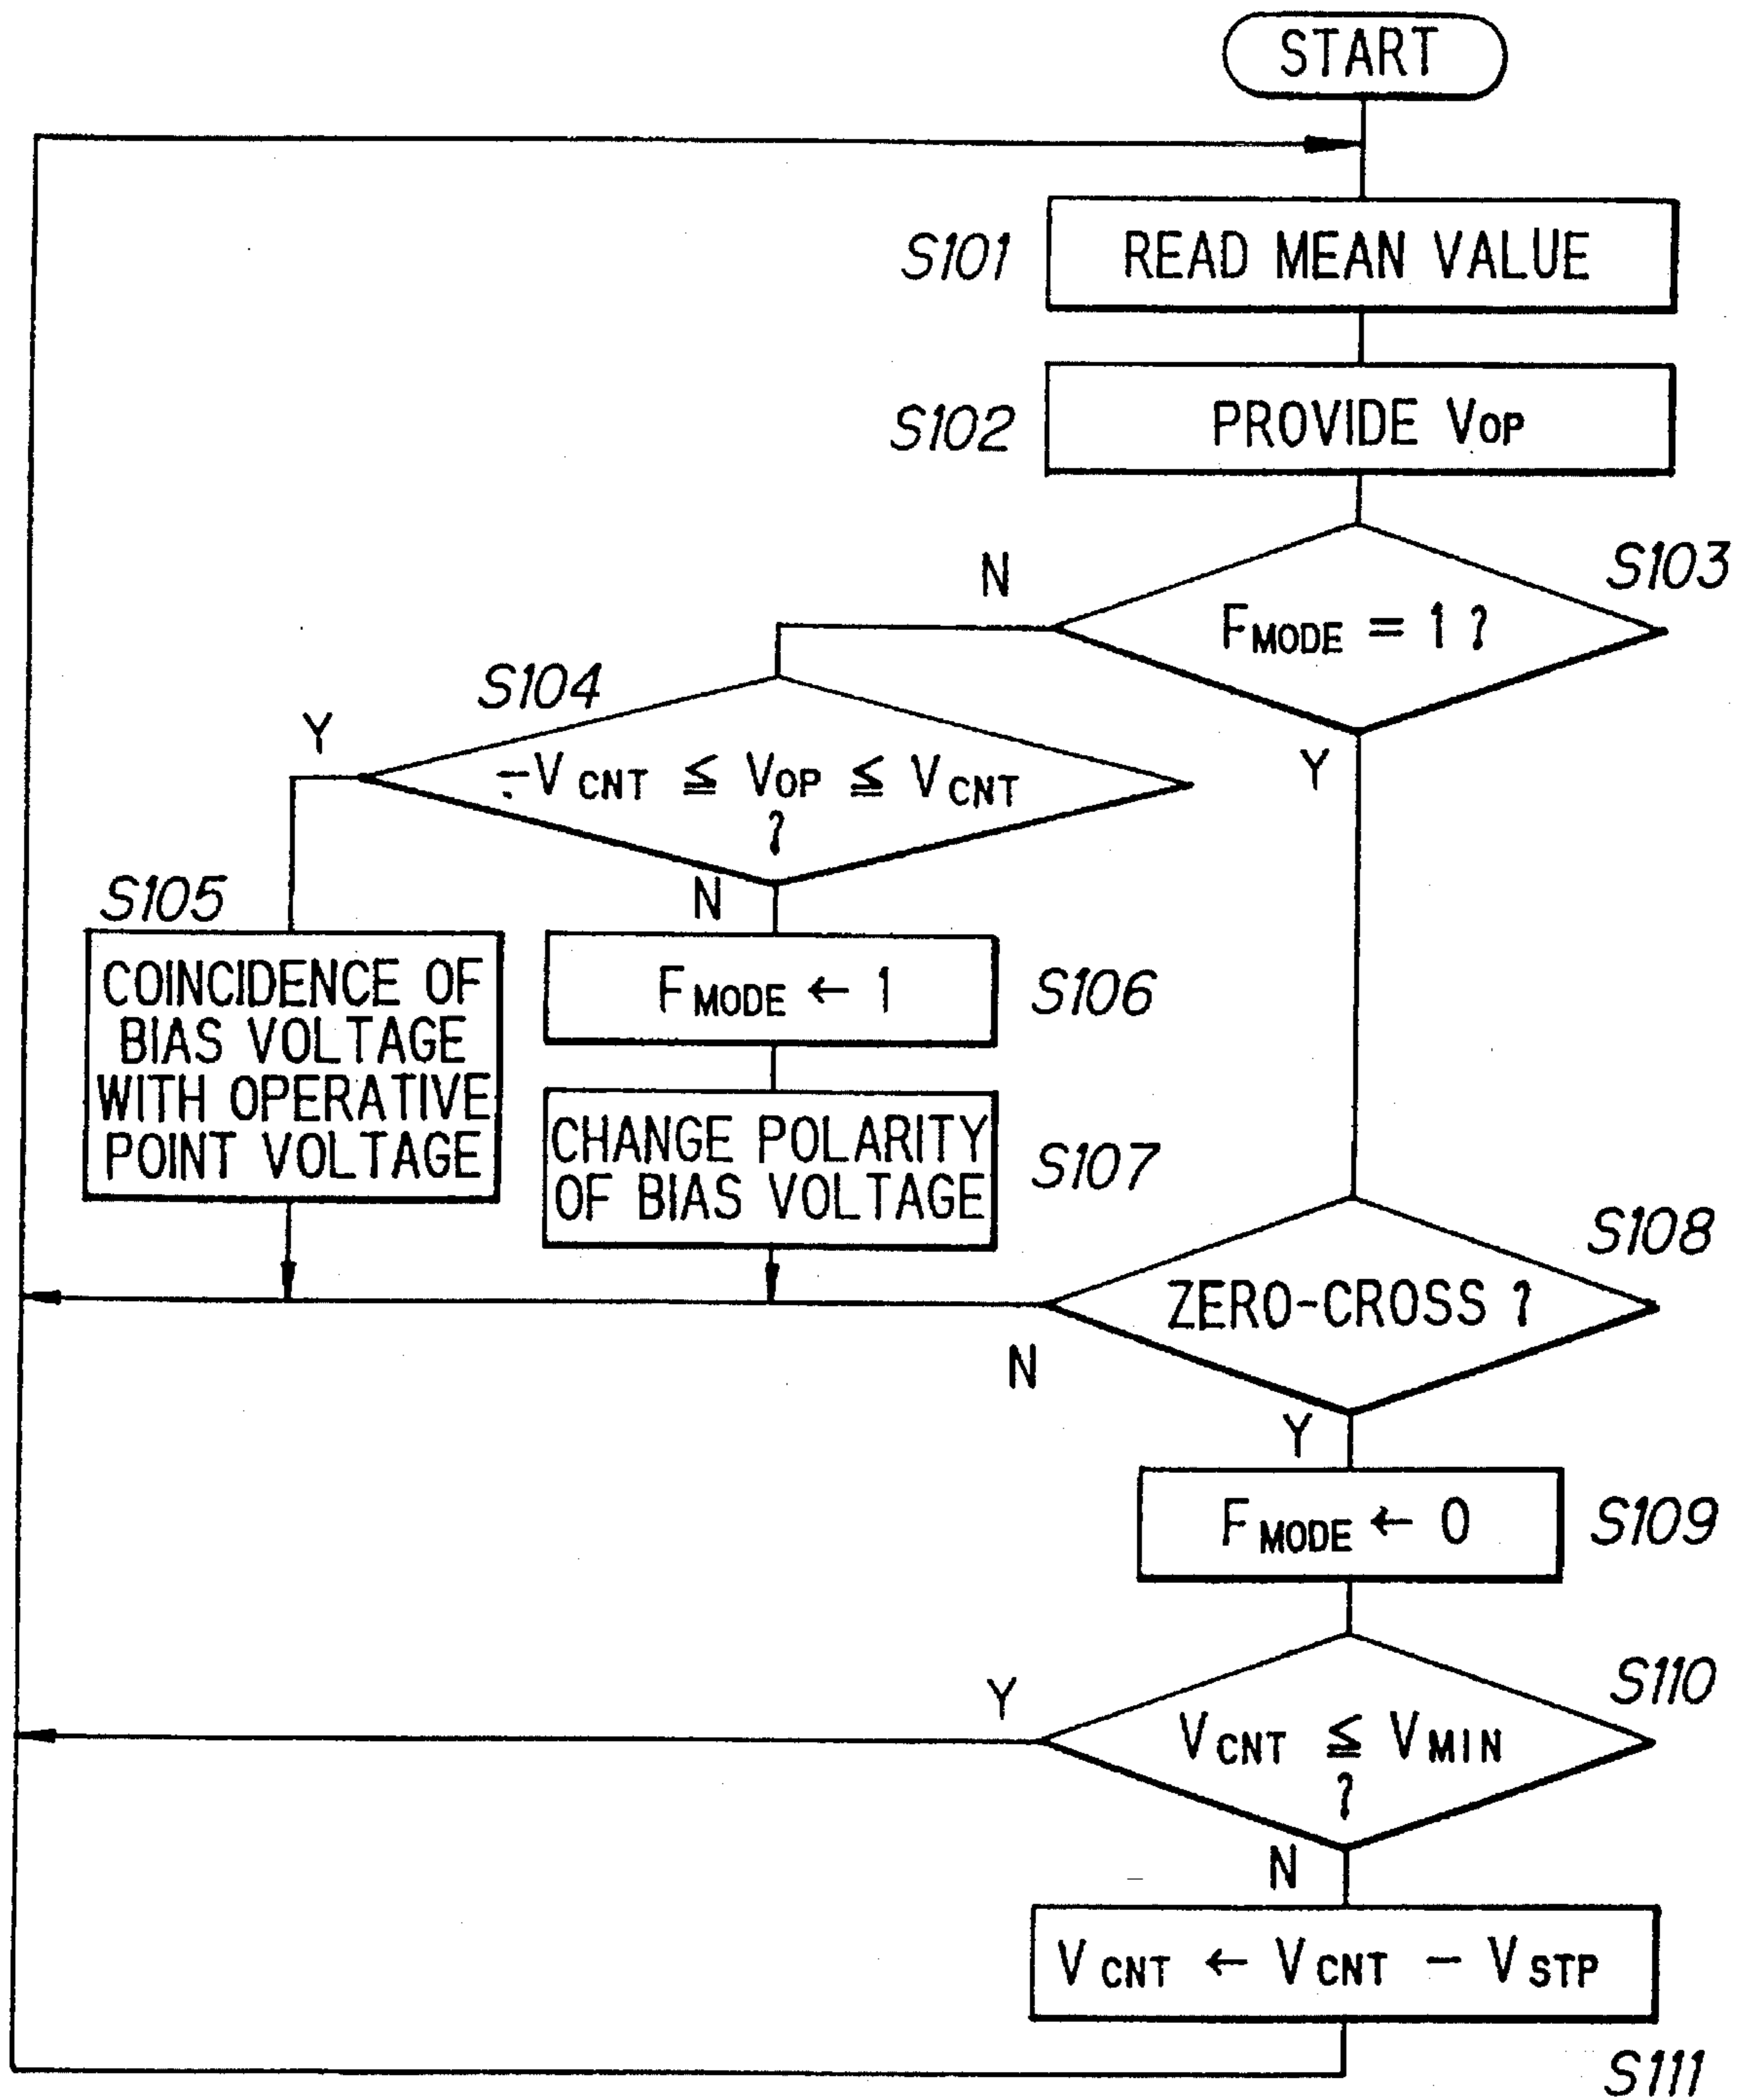 START
S101
READ MEAN VALUE
S102
PROVIDE VOP
S103
N
FMODE = 1 ?
Y
S104
Y
-VCNT ≦ VOP ≦ VCNT
?
N
S105
COINCIDENCE OF
BIAS VOLTAGE
WITH OPERATIVE
POINT VOLTAGE
FMODE ← 1
S106
CHANGE POLARITY
OF BIAS VOLTAGE
S107
S108
ZERO-CROSS ?
N
Y
FMODE ← 0
S109
S110
Y
VCNT ≦ VMIN
?
N
VCNT ← VCNT - VSTP
S111